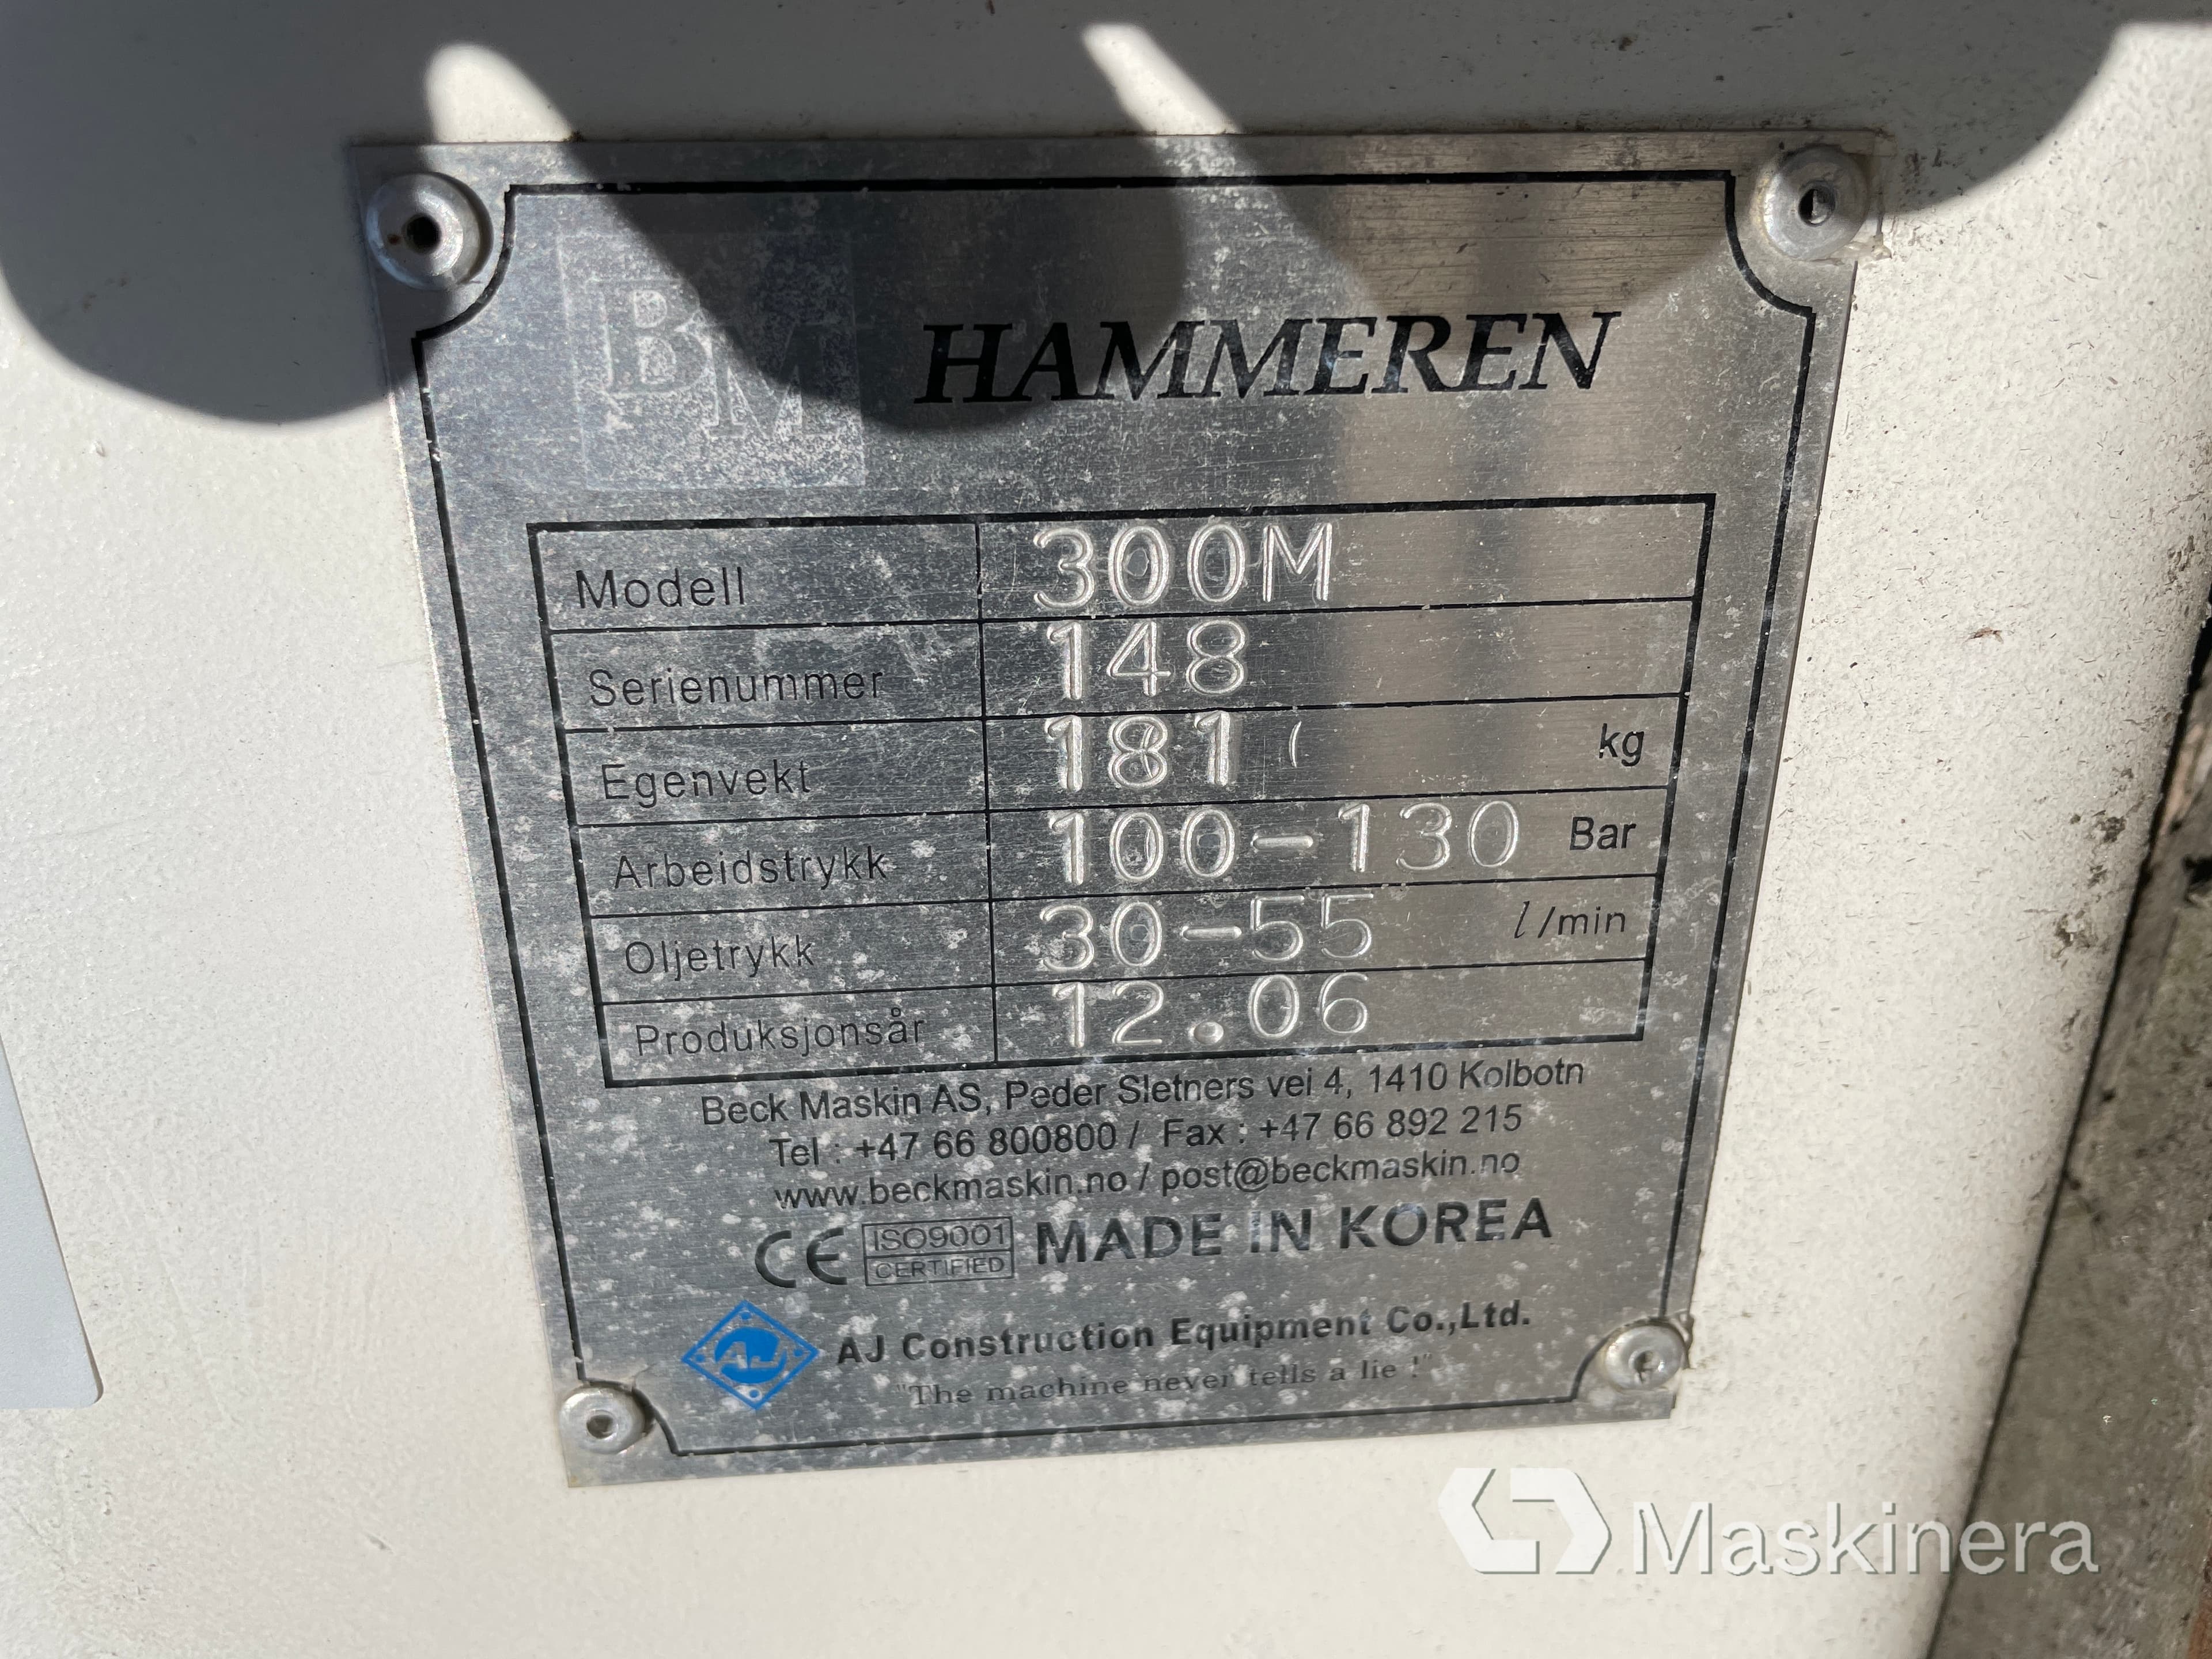 BM HAMMEREN
Modell 300M
Serienummer 148
Egenvekt 181 kg
Arbeidstrykk 100-130 Bar
Oljetrykk 30-55 l/min
Produksjonsår 12.06
Beck Maskin AS, Peder Sletners vei 4, 1410 Kolbotn
Tel : +47 66 800800 / Fax : +47 66 892 215
www.beckmaskin.no / post@beckmaskin.no
CE ISO9001 CERTIFIED MADE IN KOREA
AJ AJ Construction Equipment Co.,Ltd.
"The machine never tells a lie !"
Maskinera